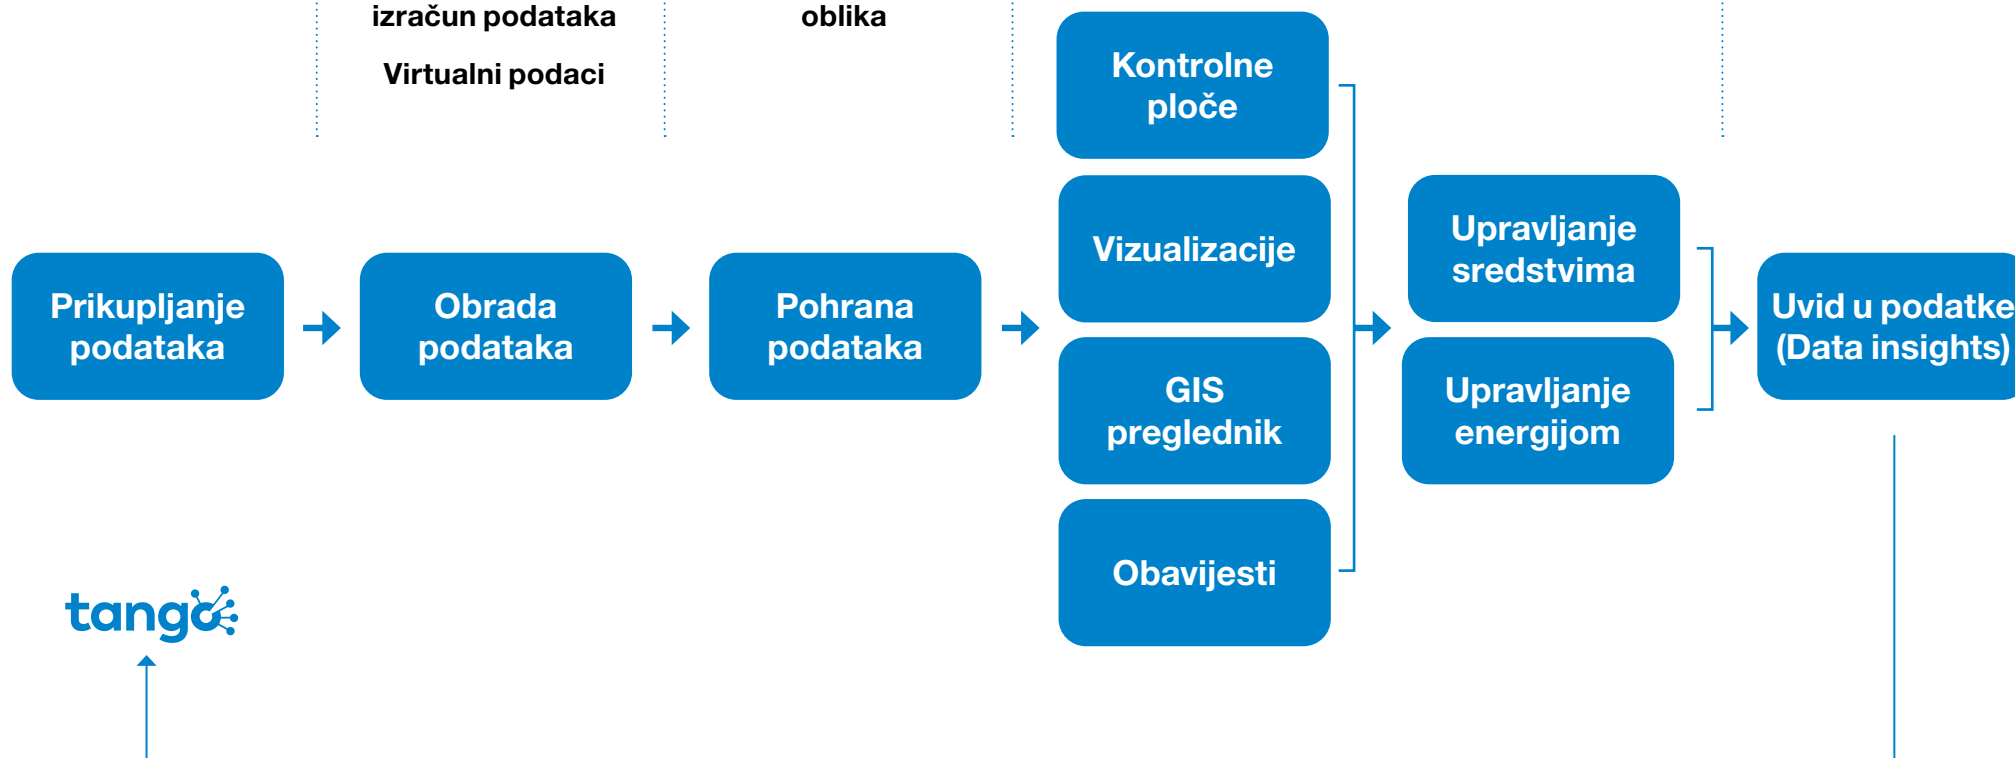 izračun podataka
Virtualni podaci
oblika
Kontrolne
ploče
Vizualizacije
GIS
preglednik
Obavijesti
Prikupljanje
podataka
Obrada
podataka
Pohrana
podataka
Upravljanje
sredstvima
Upravljanje
energijom
Uvid u podatke
(Data insights)
tango